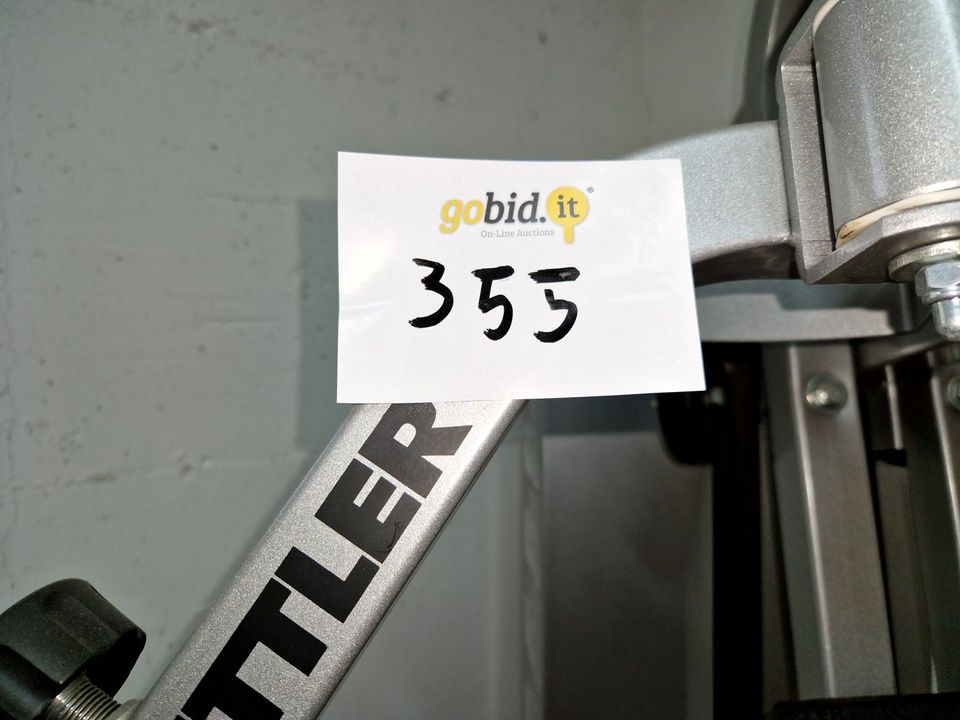 gobid.it®
On-Line Auctions
355
TTLER